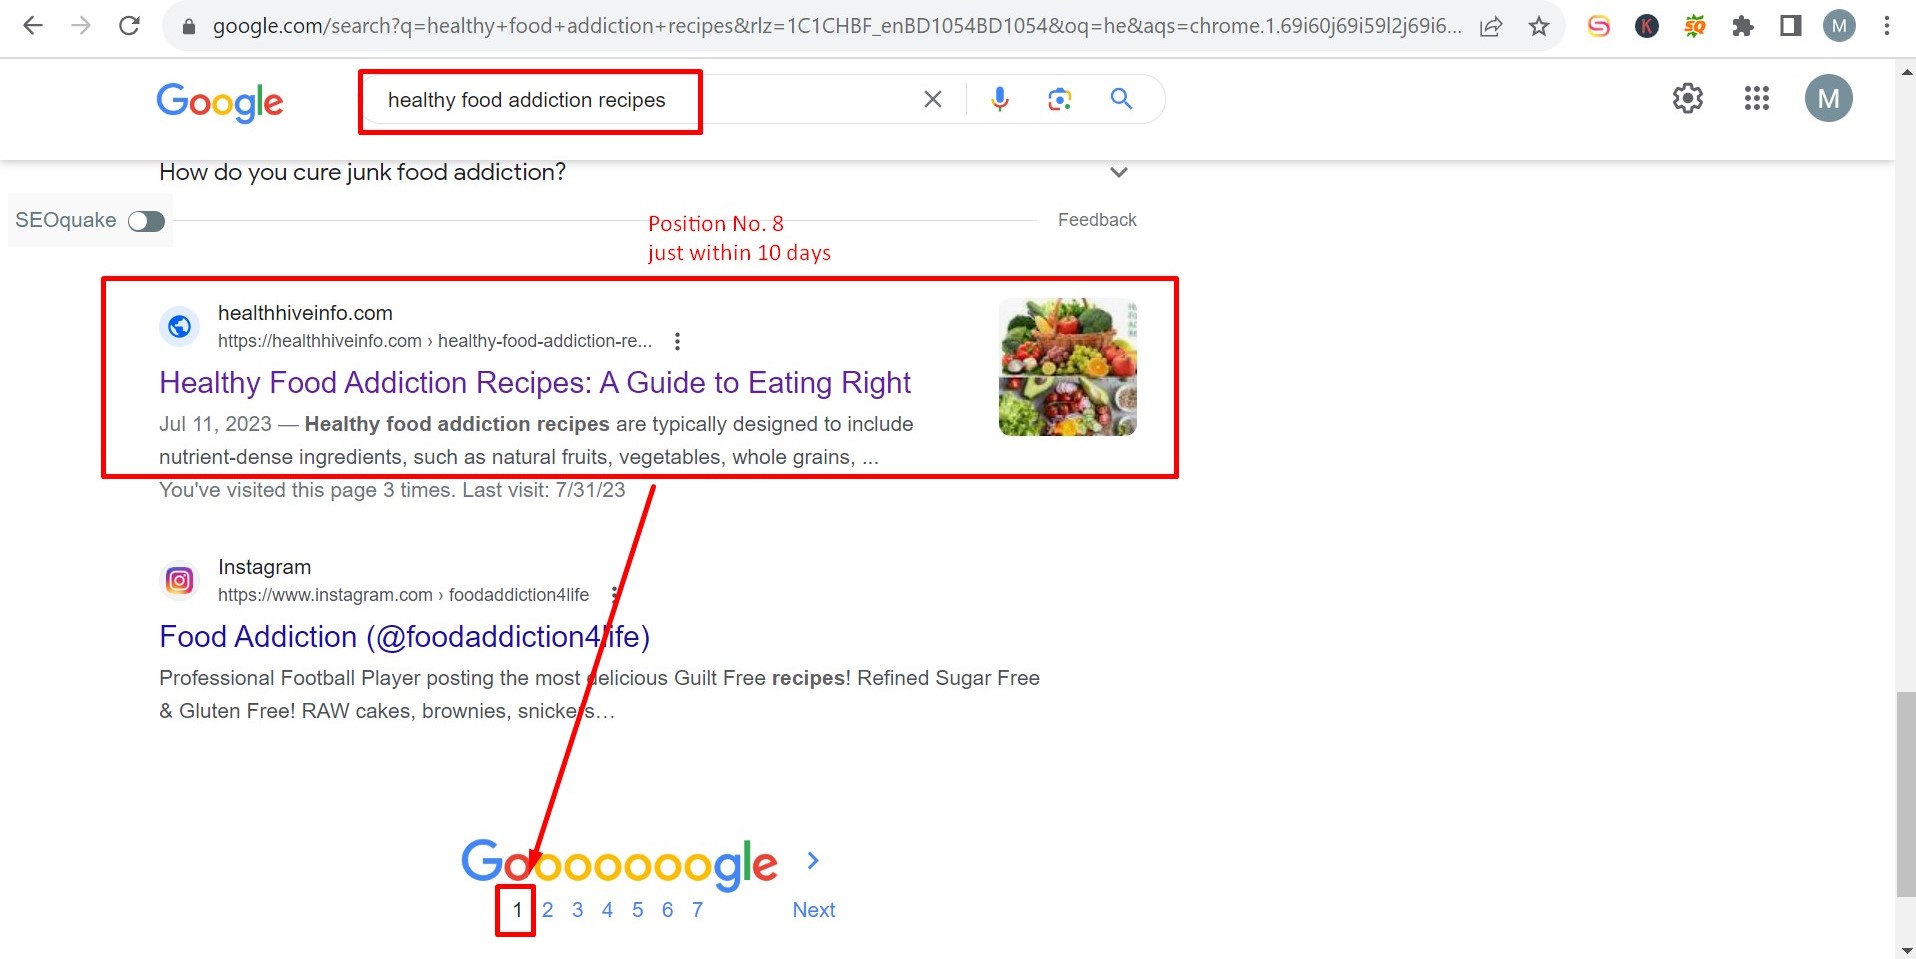 google.com/search?q=healthy+food+addiction+recipes&rlz=1C1CHBF_enBD1054BD1054&oq=he&aqs=chrome.1.69i60j69i59l2j69i6...
K
SQ
M
Google
healthy food addiction recipes
M
How do you cure junk food addiction?
SEOquake
Feedback
Position No. 8
just within 10 days
healthhiveinfo.com
https://healthhiveinfo.com › healthy-food-addiction-re...
Healthy Food Addiction Recipes: A Guide to Eating Right
Jul 11, 2023 — Healthy food addiction recipes are typically designed to include
nutrient-dense ingredients, such as natural fruits, vegetables, whole grains, ...
You've visited this page 3 times. Last visit: 7/31/23
Instagram
https://www.instagram.com › foodaddiction4life
Food Addiction (@foodaddiction4life)
Professional Football Player posting the most delicious Guilt Free recipes! Refined Sugar Free
& Gluten Free! RAW cakes, brownies, snickers…
Goooooooogle
1 2 3 4 5 6 7 Next